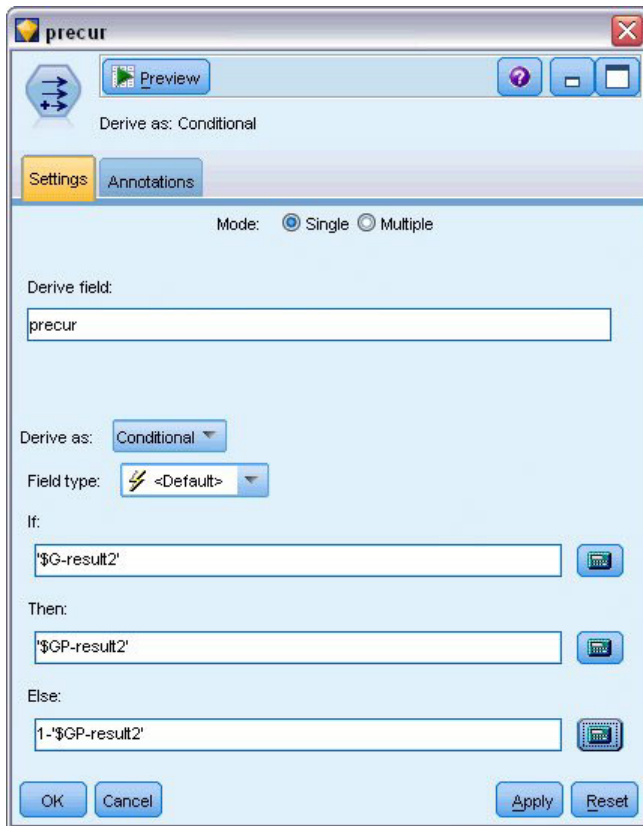 precur
Preview
Derive as: Conditional
Settings Annotations
Mode: Single Multiple
Derive field:
precur
Derive as: Conditional
Field type: <Default>
If:
'$G-result2'
Then:
'$GP-result2'
Else:
1-'$GP-result2'
OK Cancel Apply Reset